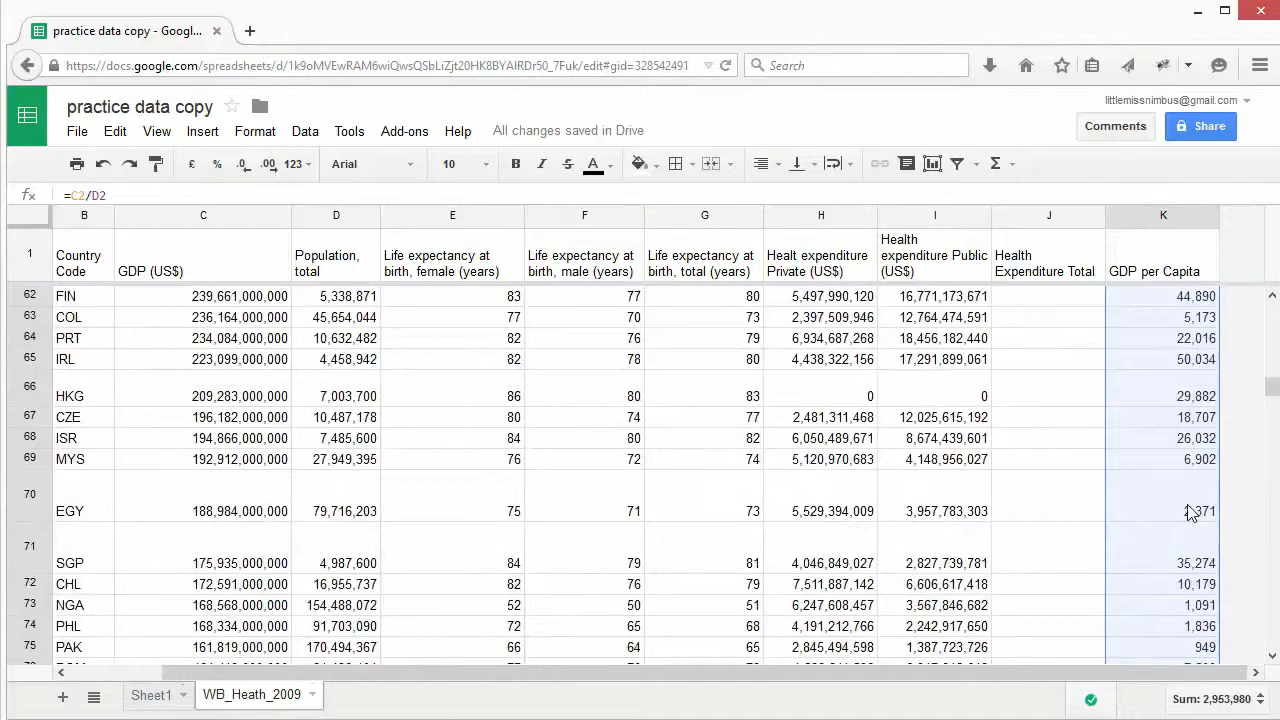 practice data copy - Googl...
https://docs.google.com/spreadsheets/d/1k9oMVEwRAM6wiQwsQSbLiZjt20HK8BYAIRDr50_7Fuk/edit#gid=328542491
Search
practice data copy
littlemissnimbus@gmail.com
File Edit View Insert Format Data Tools Add-ons Help All changes saved in Drive
Comments Share
£ % .0 .00 123 Arial 10 B I S A Σ
fx =C2/D2
B C D E F G H I J K
1 Country Code GDP (US$) Population, total Life expectancy at birth, female (years) Life expectancy at birth, male (years) Life expectancy at birth, total (years) Healt expenditure Private (US$) Health expenditure Public (US$) Health Expenditure Total GDP per Capita
62 FIN 239,661,000,000 5,338,871 83 77 80 5,497,990,120 16,771,173,671 44,890
63 COL 236,164,000,000 45,654,044 77 70 73 2,397,509,946 12,764,474,591 5,173
64 PRT 234,084,000,000 10,632,482 82 76 79 6,934,687,268 18,456,182,440 22,016
65 IRL 223,099,000,000 4,458,942 82 78 80 4,438,322,156 17,291,899,061 50,034
66 HKG 209,283,000,000 7,003,700 86 80 83 0 0 29,882
67 CZE 196,182,000,000 10,487,178 80 74 77 2,481,311,468 12,025,615,192 18,707
68 ISR 194,866,000,000 7,485,600 84 80 82 6,050,489,671 8,674,439,601 26,032
69 MYS 192,912,000,000 27,949,395 76 72 74 5,120,970,683 4,148,956,027 6,902
70 EGY 188,984,000,000 79,716,203 75 71 73 5,529,394,009 3,957,783,303
71 SGP 175,935,000,000 4,987,600 84 79 81 4,046,849,027 2,827,739,781 35,274
72 CHL 172,591,000,000 16,955,737 82 76 79 7,511,887,142 6,606,617,418 10,179
73 NGA 168,568,000,000 154,488,072 52 50 51 6,247,608,457 3,567,846,682 1,091
74 PHL 168,334,000,000 91,703,090 72 65 68 4,191,212,766 2,242,917,650 1,836
75 PAK 161,819,000,000 170,494,367 66 64 65 2,845,494,598 1,387,723,726 949
Sheet1 WB_Heath_2009 Sum: 2,953,980